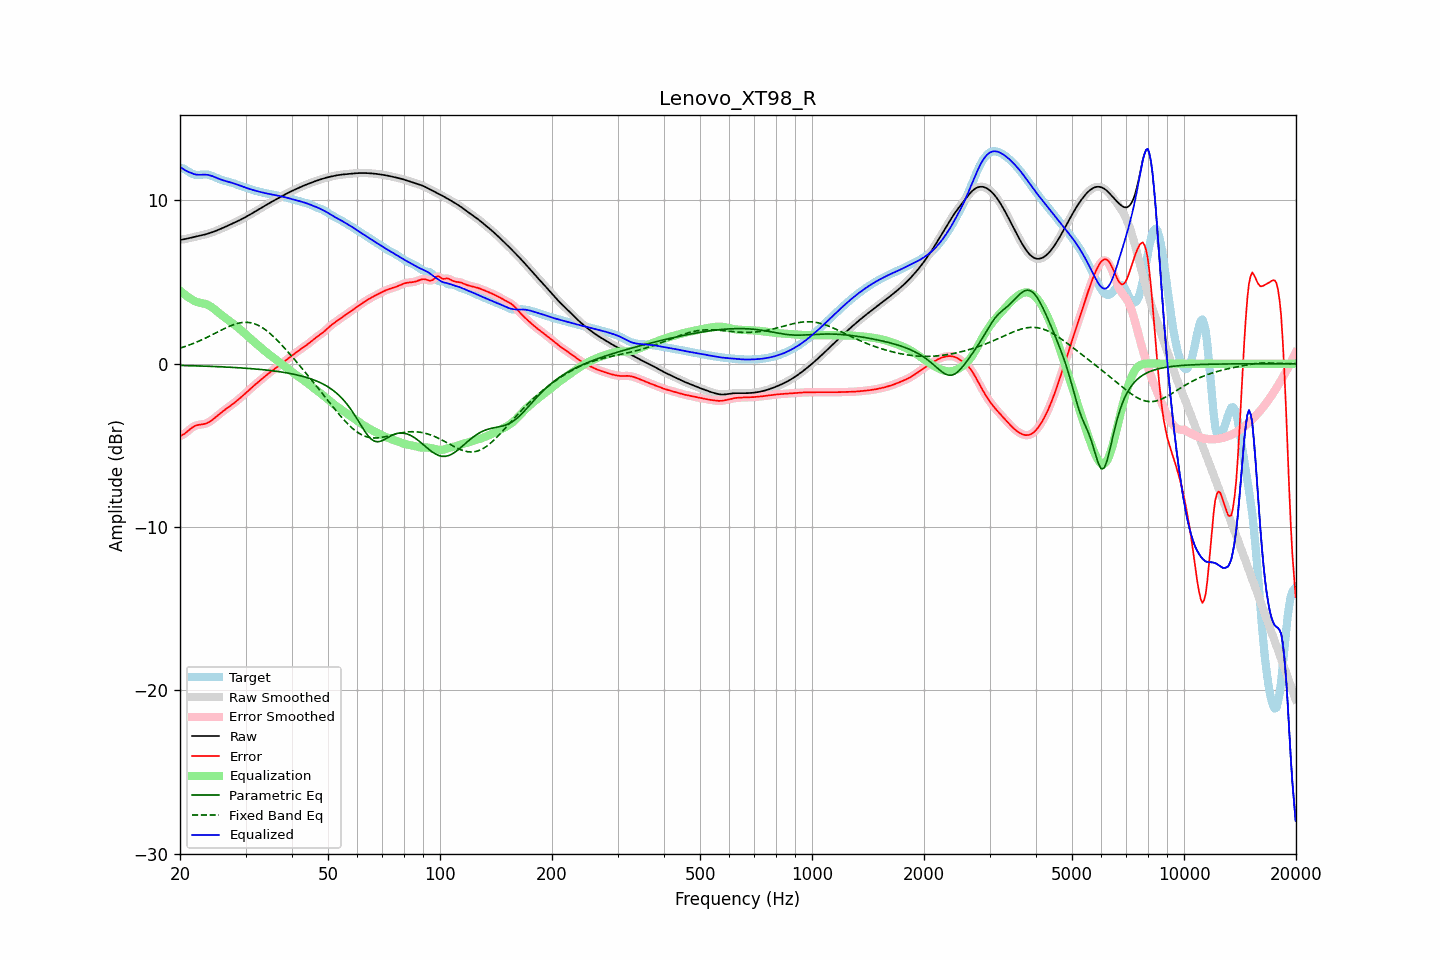 Lenovo_XT98_R
Amplitude (dBr)
10
0
−10
−20
−30
Target
Raw Smoothed
Error Smoothed
Raw
Error
Equalization
Parametric Eq
Fixed Band Eq
Equalized
20 50 100 200 500 1000 2000 5000 10000 20000
Frequency (Hz)